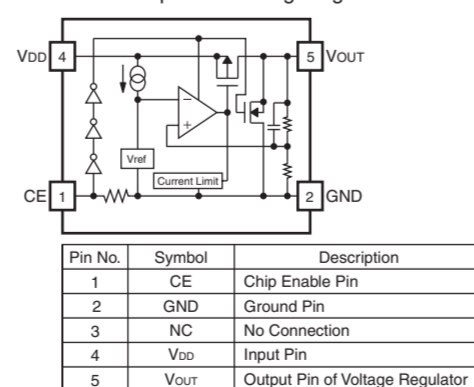 VDD 4 5 VOUT
Vref
Current Limit
CE 1 2 GND
Pin No. Symbol Description
1 CE Chip Enable Pin
2 GND Ground Pin
3 NC No Connection
4 VDD Input Pin
5 VOUT Output Pin of Voltage Regulator